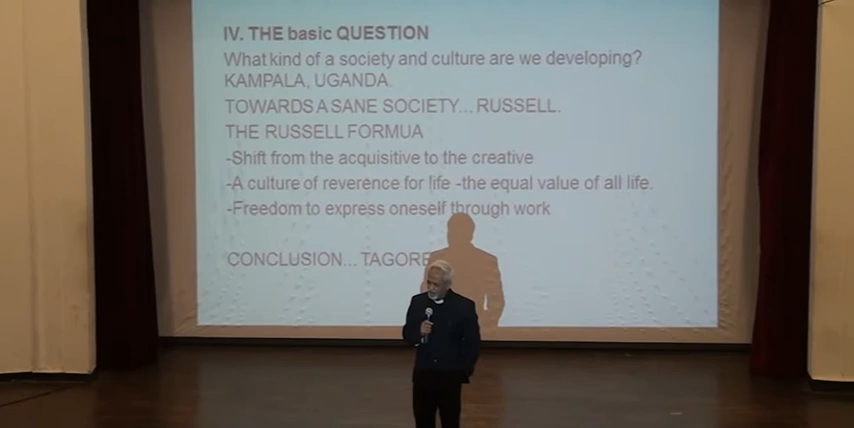 IV. THE basic QUESTION
What kind of a society and culture are we developing?
KAMPALA, UGANDA.
TOWARDS A SANE SOCIETY... RUSSELL.
THE RUSSELL FORMUA
-Shift from the acquisitive to the creative
-A culture of reverence for life -the equal value of all life.
-Freedom to express oneself through work
CONCLUSION... TAGORE